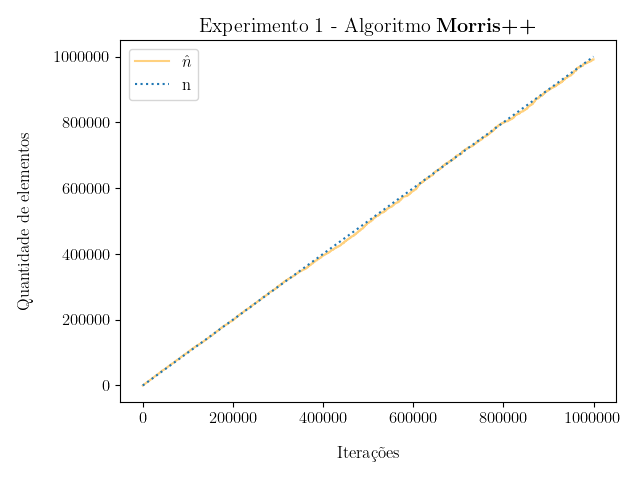 Experimento 1 - Algoritmo Morris++
n̂
n
1000000
800000
600000
400000
200000
0
Quantidade de elementos
0 200000 400000 600000 800000 1000000
Iterações